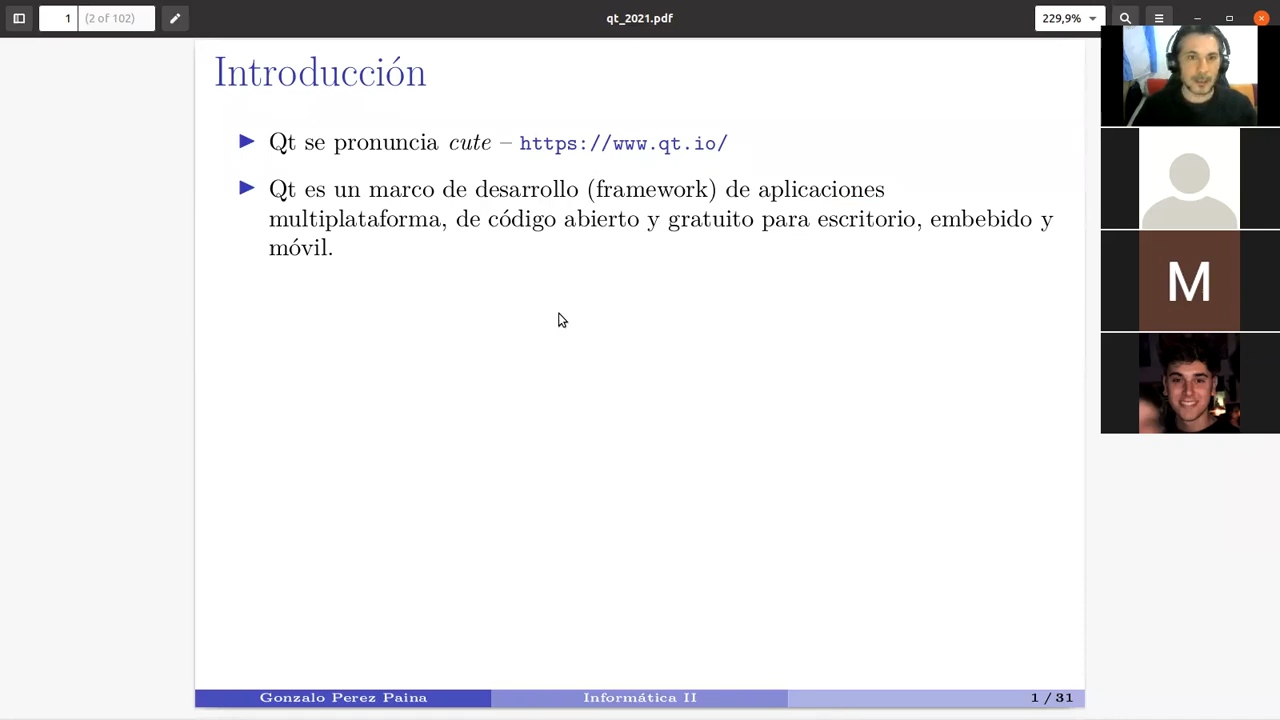 1
(2 of 102)
qt_2021.pdf
229,9%
Introducción
Qt se pronuncia cute – https://www.qt.io/
Qt es un marco de desarrollo (framework) de aplicaciones
multiplataforma, de código abierto y gratuito para escritorio, embebido y
móvil.
M
Gonzalo Perez Paina
Informática II
1 / 31